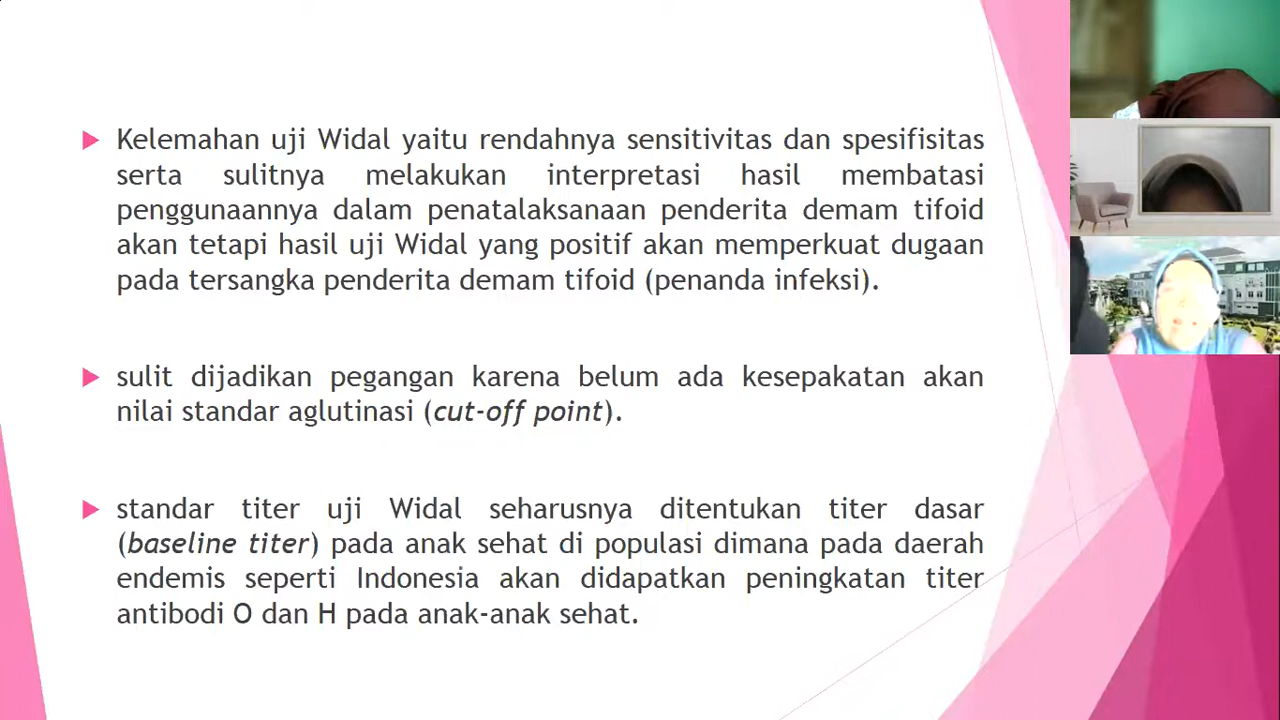 Kelemahan uji Widal yaitu rendahnya sensitivitas dan spesifisitas
serta sulitnya melakukan interpretasi hasil membatasi
penggunaannya dalam penatalaksanaan penderita demam tifoid
akan tetapi hasil uji Widal yang positif akan memperkuat dugaan
pada tersangka penderita demam tifoid (penanda infeksi).
sulit dijadikan pegangan karena belum ada kesepakatan akan
nilai standar aglutinasi (cut-off point).
standar titer uji Widal seharusnya ditentukan titer dasar
(baseline titer) pada anak sehat di populasi dimana pada daerah
endemis seperti Indonesia akan didapatkan peningkatan titer
antibodi O dan H pada anak-anak sehat.